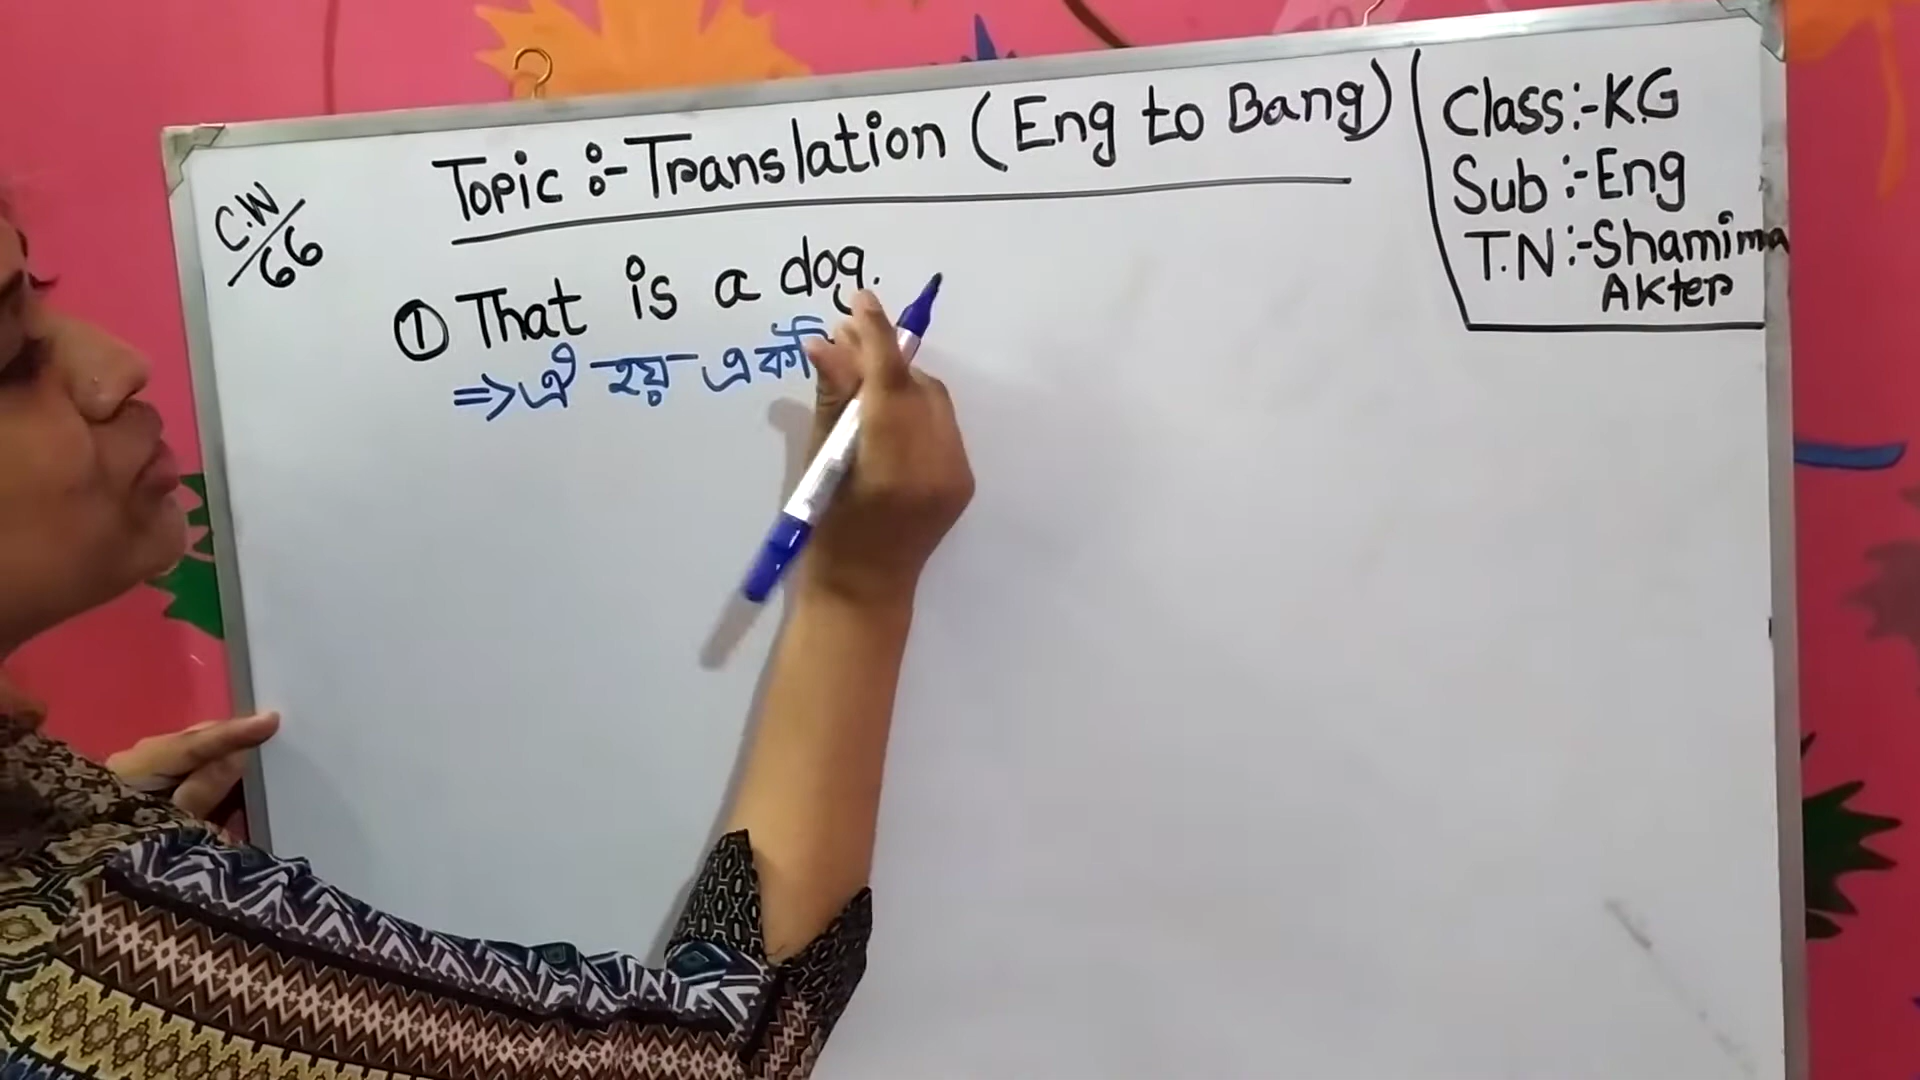 C.W/66
Topic :- Translation (Eng to Bang)
Class:-K.G
Sub:-Eng
T.N:-Shamima
Akter
① That is a dog.
⇒ ঐ হয় একটি